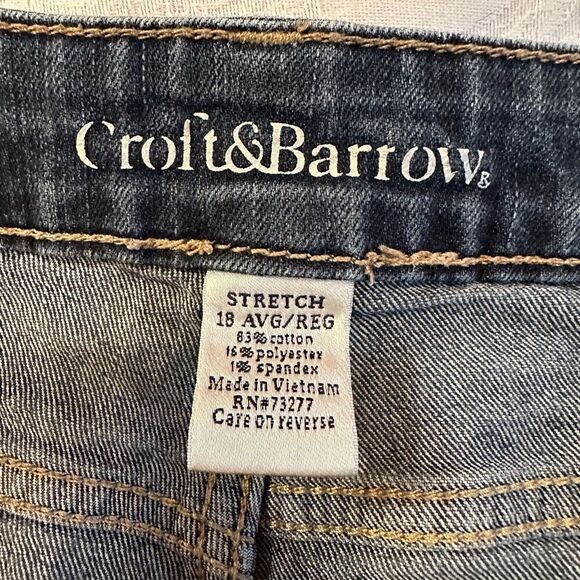 Croft&Barrow®
STRETCH
18 AVG/REG
83% cotton
16% polyester
1% spandex
Made in Vietnam
RN#73277
Care on reverse